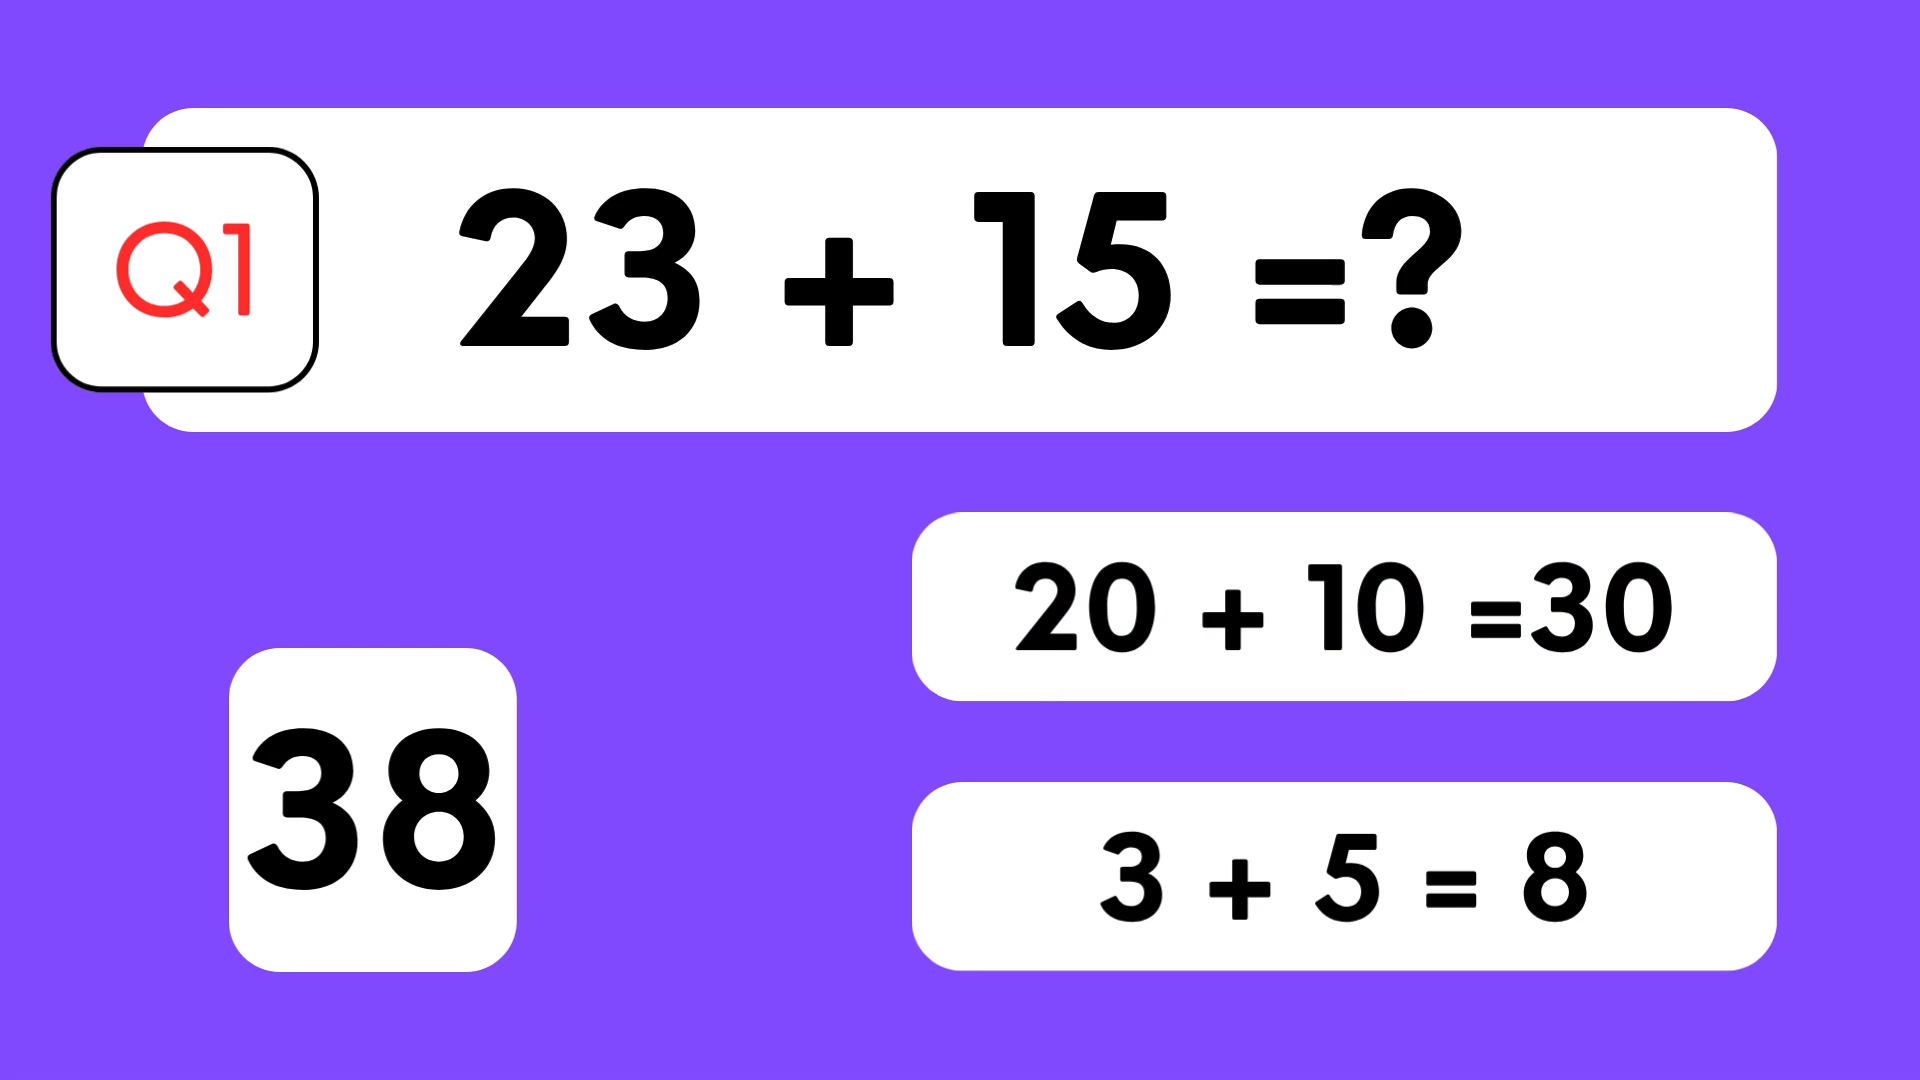 Q1
23 + 15 =?
20 + 10 =30
38
3 + 5 = 8